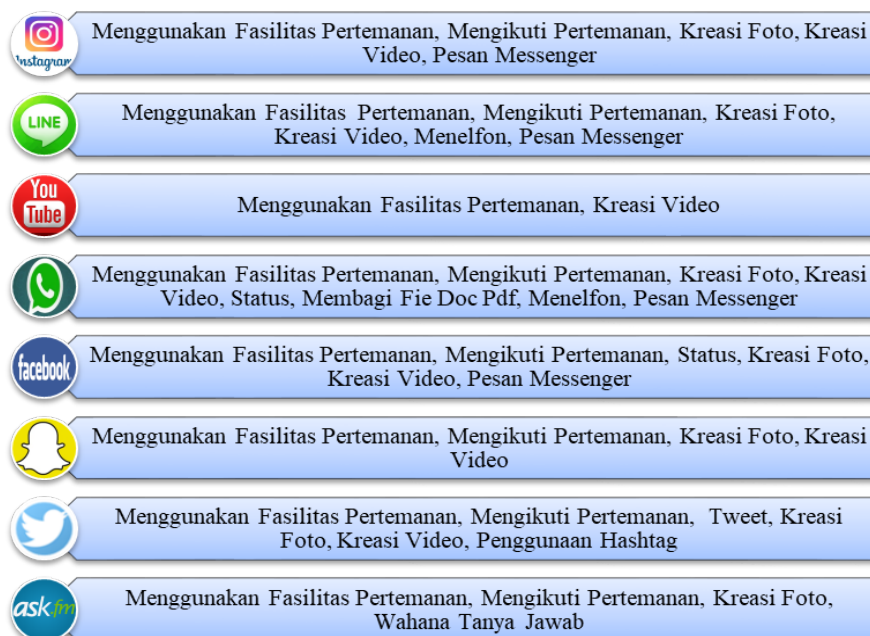 Instagram
Menggunakan Fasilitas Pertemanan, Mengikuti Pertemanan, Kreasi Foto, Kreasi
Video, Pesan Messenger
LINE
Menggunakan Fasilitas Pertemanan, Mengikuti Pertemanan, Kreasi Foto,
Kreasi Video, Menelfon, Pesan Messenger
You
Tube
Menggunakan Fasilitas Pertemanan, Kreasi Video
Menggunakan Fasilitas Pertemanan, Mengikuti Pertemanan, Kreasi Foto, Kreasi
Video, Status, Membagi Fie Doc Pdf, Menelfon, Pesan Messenger
facebook
Menggunakan Fasilitas Pertemanan, Mengikuti Pertemanan, Status, Kreasi Foto,
Kreasi Video, Pesan Messenger
Menggunakan Fasilitas Pertemanan, Mengikuti Pertemanan, Kreasi Foto, Kreasi
Video
Menggunakan Fasilitas Pertemanan, Mengikuti Pertemanan, Tweet, Kreasi
Foto, Kreasi Video, Penggunaan Hashtag
ask.fm
Menggunakan Fasilitas Pertemanan, Mengikuti Pertemanan, Kreasi Foto,
Wahana Tanya Jawab